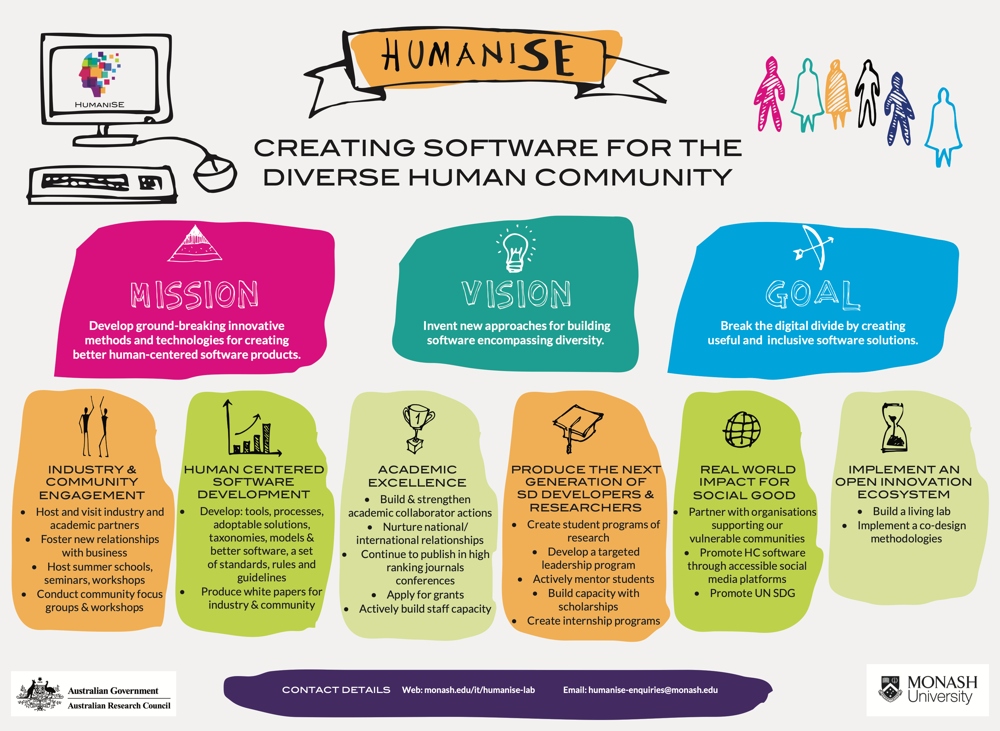 HUMANISE
HUMANISE
CREATING SOFTWARE FOR THE
DIVERSE HUMAN COMMUNITY
MISSION
Develop ground-breaking innovative
methods and technologies for creating
better human-centered software products.
VISION
Invent new approaches for building
software encompassing diversity.
GOAL
Break the digital divide by creating
useful and inclusive software solutions.
INDUSTRY &
COMMUNITY
ENGAGEMENT
• Host and visit industry and
academic partners
• Foster new relationships
with business
• Host summer schools,
seminars, workshops
• Conduct community focus
groups & workshops
HUMAN CENTERED
SOFTWARE
DEVELOPMENT
• Develop: tools, processes,
adoptable solutions,
taxonomies, models &
better software, a set
of standards, rules and
guidelines
• Produce white papers for
industry & community
1
ACADEMIC
EXCELLENCE
• Build & strengthen
academic collaborator actions
• Nurture national/
international relationships
• Continue to publish in high
ranking journals
conferences
• Apply for grants
• Actively build staff capacity
PRODUCE THE NEXT
GENERATION OF
SD DEVELOPERS &
RESEARCHERS
• Create student programs of
research
• Develop a targeted
leadership program
• Actively mentor students
• Build capacity with
scholarships
• Create internship programs
REAL WORLD
IMPACT FOR
SOCIAL GOOD
• Partner with organisations
supporting our
vulnerable communities
• Promote HC software
through accessible social
media platforms
• Promote UN SDG
IMPLEMENT AN
OPEN INNOVATION
ECOSYSTEM
• Build a living lab
• Implement a co-design
methodologies
AUSTRALIA
Australian Government
Australian Research Council
CONTACT DETAILS Web: monash.edu/it/humanise-lab Email: humanise-enquiries@monash.edu
MONASH
University